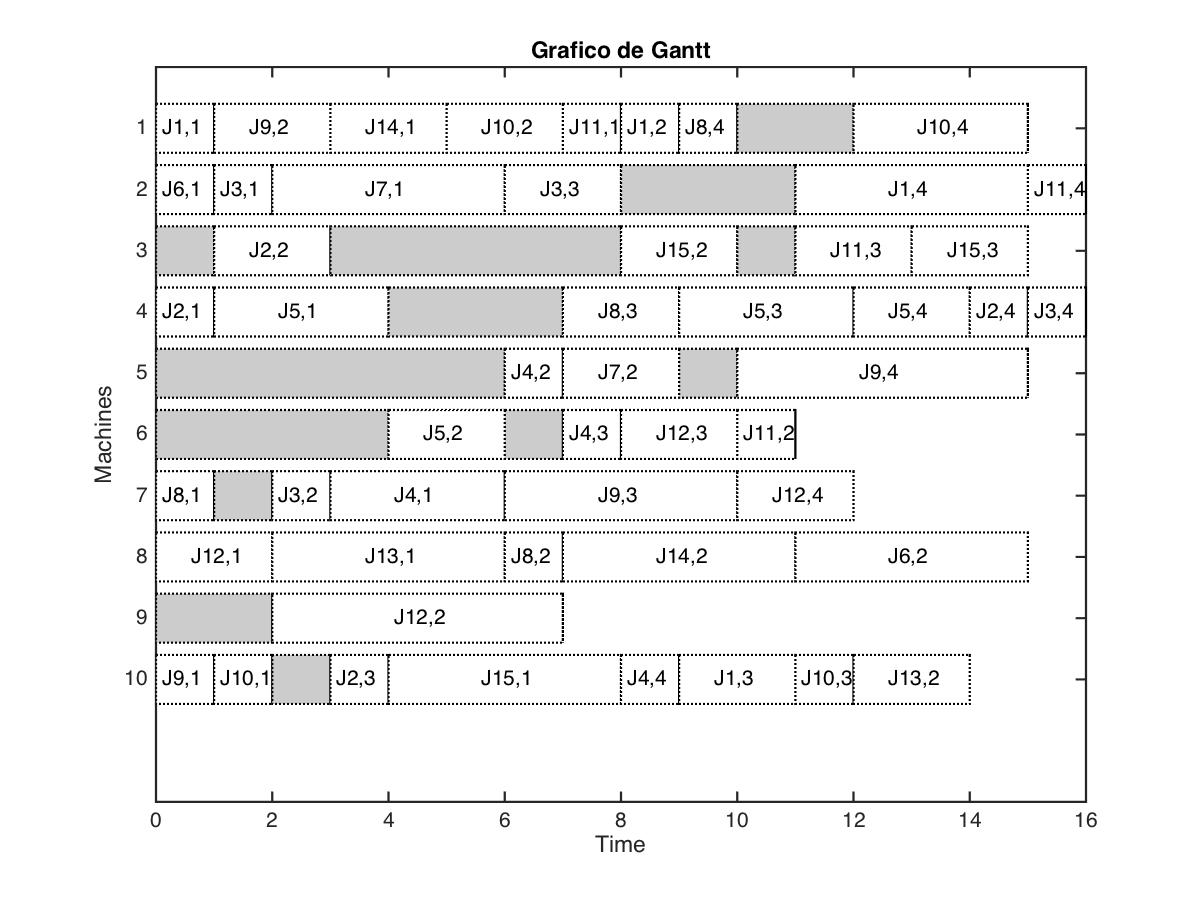 Grafico de Gantt
1 J1,1 J9,2 J14,1 J10,2 J11,1 J1,2 J8,4 J10,4
2 J6,1 J3,1 J7,1 J3,3 J1,4 J11,4
3 J2,2 J15,2 J11,3 J15,3
4 J2,1 J5,1 J8,3 J5,3 J5,4 J2,4 J3,4
5 J4,2 J7,2 J9,4
6 J5,2 J4,3 J12,3 J11,2
7 J8,1 J3,2 J4,1 J9,3 J12,4
8 J12,1 J13,1 J8,2 J14,2 J6,2
9 J12,2
10 J9,1 J10,1 J2,3 J15,1 J4,4 J1,3 J10,3 J13,2
Machines
0 2 4 6 8 10 12 14 16
Time